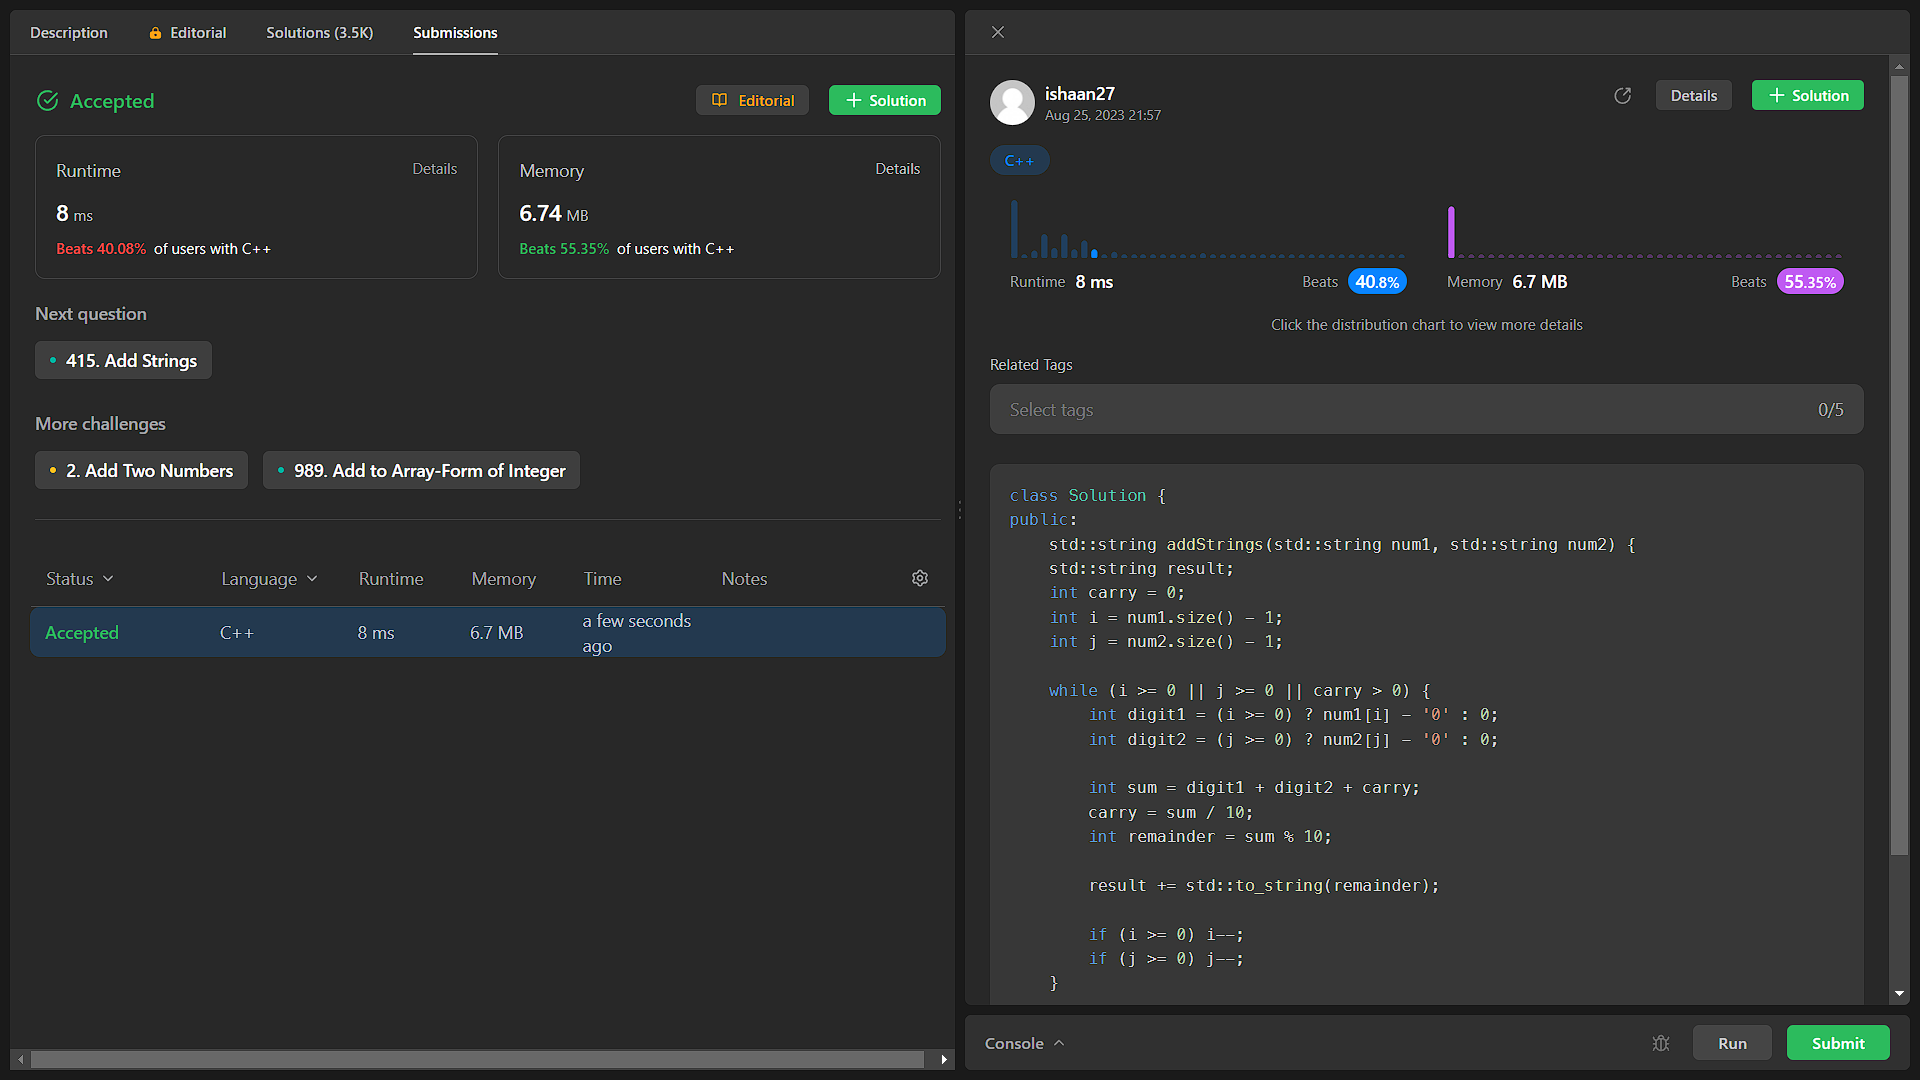 Description
Editorial
Solutions (3.5K)
Submissions
Accepted
Editorial
Solution
Runtime
Details
8 ms
Beats 40.08% of users with C++
Memory
Details
6.74 MB
Beats 55.35% of users with C++
Next question
415. Add Strings
More challenges
2. Add Two Numbers
989. Add to Array-Form of Integer
Status
Language
Runtime
Memory
Time
Notes
Accepted
C++
8 ms
6.7 MB
a few seconds
ago
ishaan27
Aug 25, 2023 21:57
Details
Solution
C++
Runtime 8 ms
Beats 40.8%
Memory 6.7 MB
Beats 55.35%
Click the distribution chart to view more details
Related Tags
Select tags
0/5
class Solution {
public:
    std::string addStrings(std::string num1, std::string num2) {
    std::string result;
    int carry = 0;
    int i = num1.size() - 1;
    int j = num2.size() - 1;
    while (i >= 0 || j >= 0 || carry > 0) {
        int digit1 = (i >= 0) ? num1[i] - '0' : 0;
        int digit2 = (j >= 0) ? num2[j] - '0' : 0;
        int sum = digit1 + digit2 + carry;
        carry = sum / 10;
        int remainder = sum % 10;
        result += std::to_string(remainder);
        if (i >= 0) i--;
        if (j >= 0) j--;
    }
Console
Run
Submit